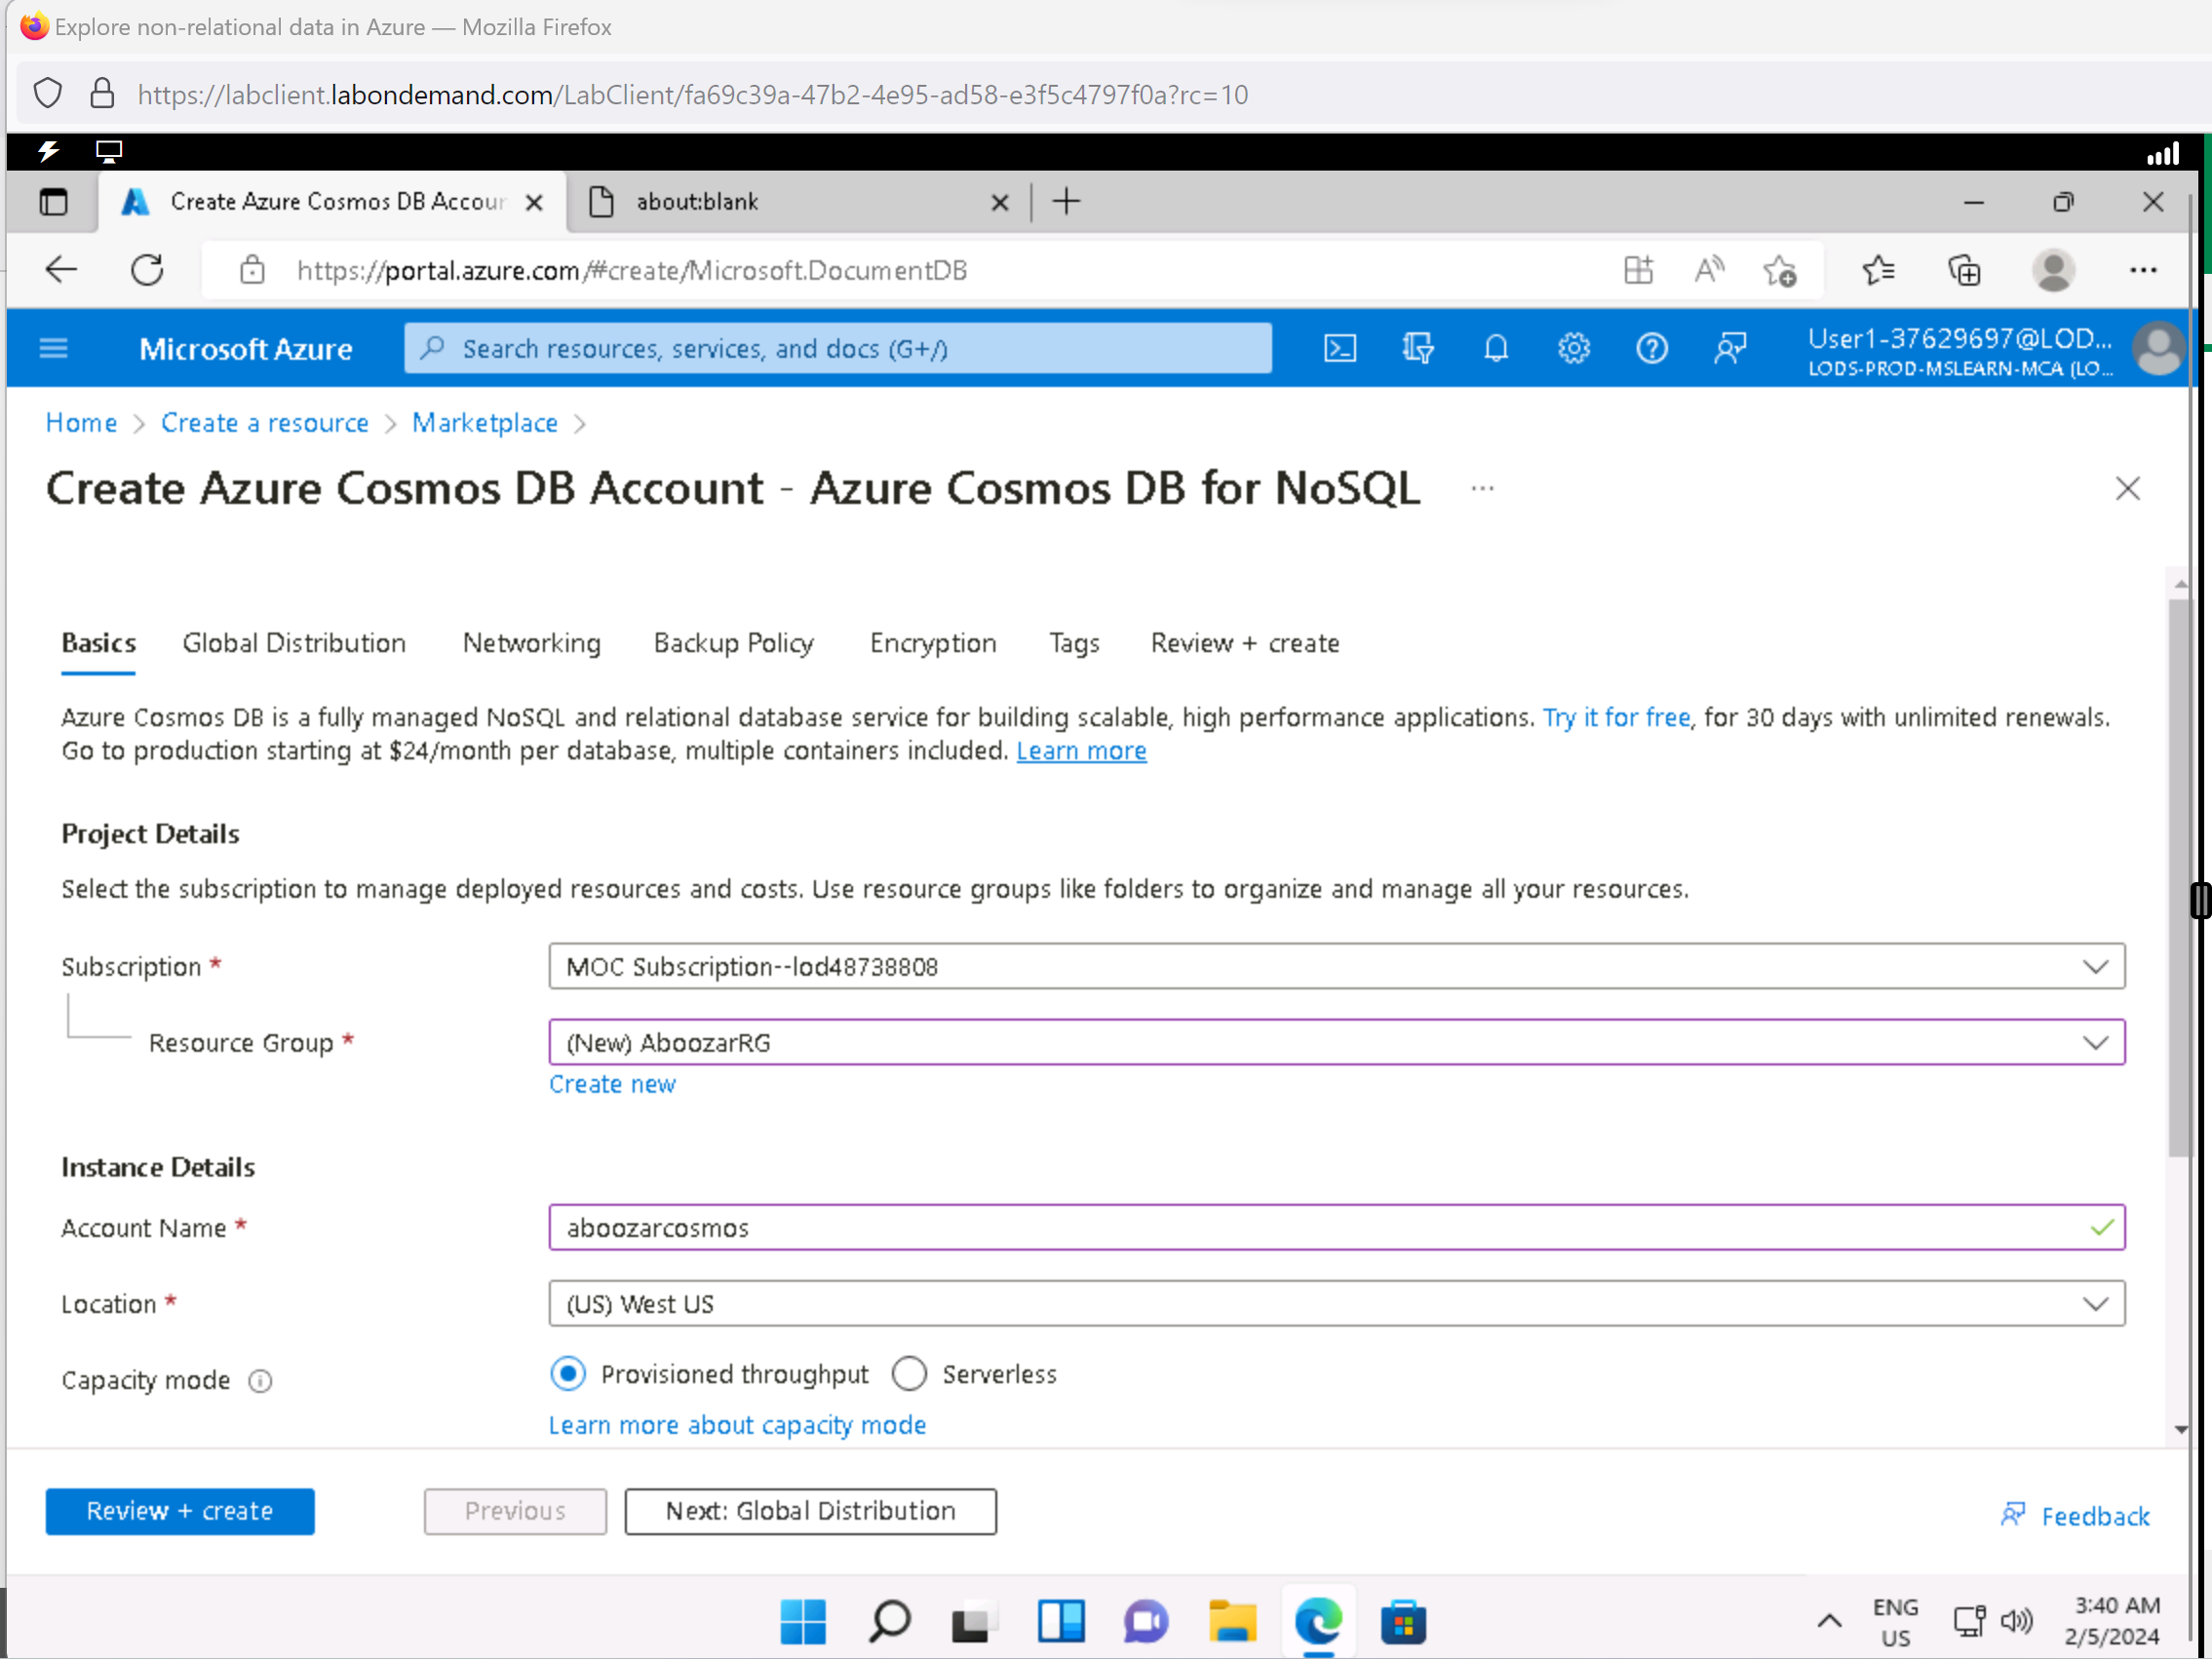 Explore non-relational data in Azure — Mozilla Firefox
https://labclient.labondemand.com/LabClient/fa69c39a-47b2-4e95-ad58-e3f5c4797f0a?rc=10
Create Azure Cosmos DB Accour
about:blank
https://portal.azure.com/#create/Microsoft.DocumentDB
Microsoft Azure
Search resources, services, and docs (G+/)
User1-37629697@LOD...
LODS-PROD-MSLEARN-MCA (LO...
Home > Create a resource > Marketplace >
Create Azure Cosmos DB Account - Azure Cosmos DB for NoSQL ...
Basics Global Distribution Networking Backup Policy Encryption Tags Review + create
Azure Cosmos DB is a fully managed NoSQL and relational database service for building scalable, high performance applications. Try it for free, for 30 days with unlimited renewals.
Go to production starting at $24/month per database, multiple containers included. Learn more
Project Details
Select the subscription to manage deployed resources and costs. Use resource groups like folders to organize and manage all your resources.
Subscription * MOC Subscription--lod48738808
Resource Group * (New) AboozarRG
Create new
Instance Details
Account Name * aboozarcosmos
Location * (US) West US
Capacity mode Provisioned throughput Serverless
Learn more about capacity mode
Review + create Previous Next: Global Distribution Feedback
ENG
US
3:40 AM
2/5/2024